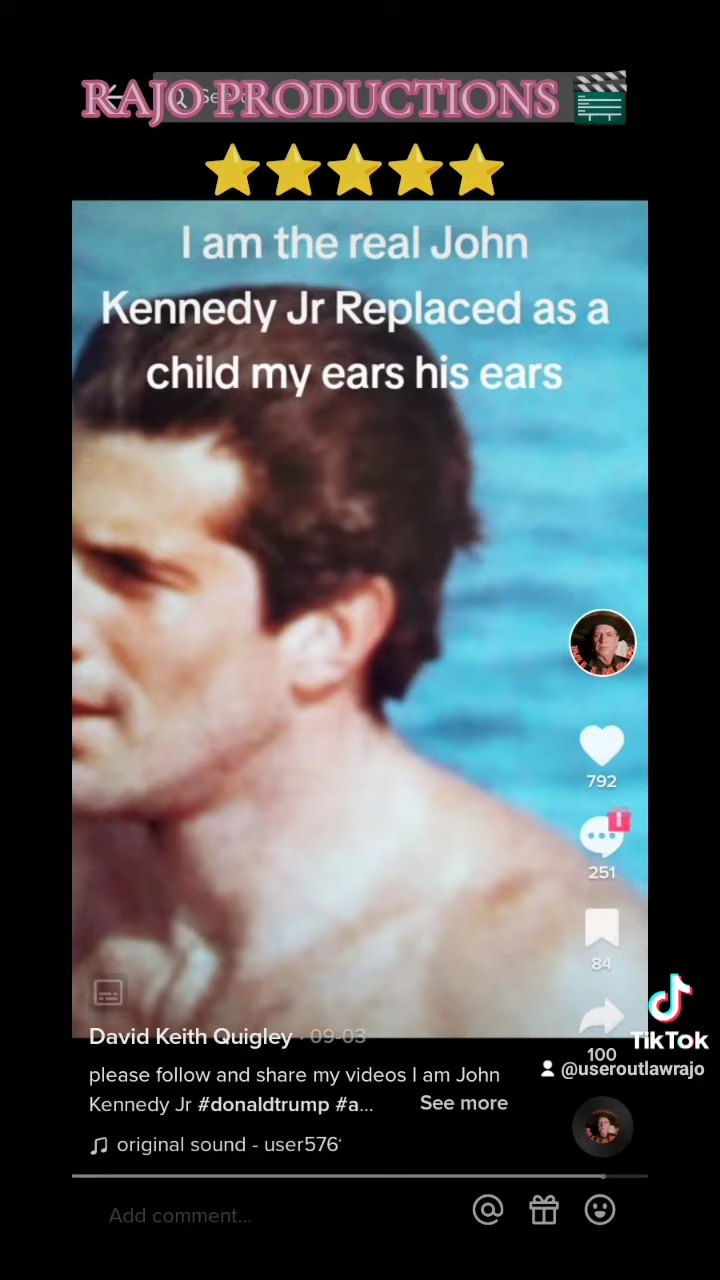 RAJO PRODUCTIONS
I am the real John
Kennedy Jr Replaced as a
child my ears his ears
792
251
84
100
TikTok
@useroutlawrajo
David Keith Quigley · 09-03
please follow and share my videos I am John
Kennedy Jr #donaldtrump #a... See more
original sound - user576
Add comment...